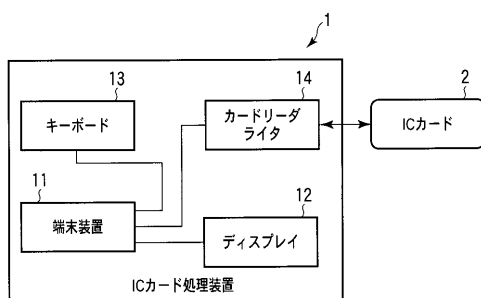 1
13
キーボード
14
カードリーダ
ライタ
2
ICカード
11
端末装置
12
ディスプレイ
ICカード処理装置